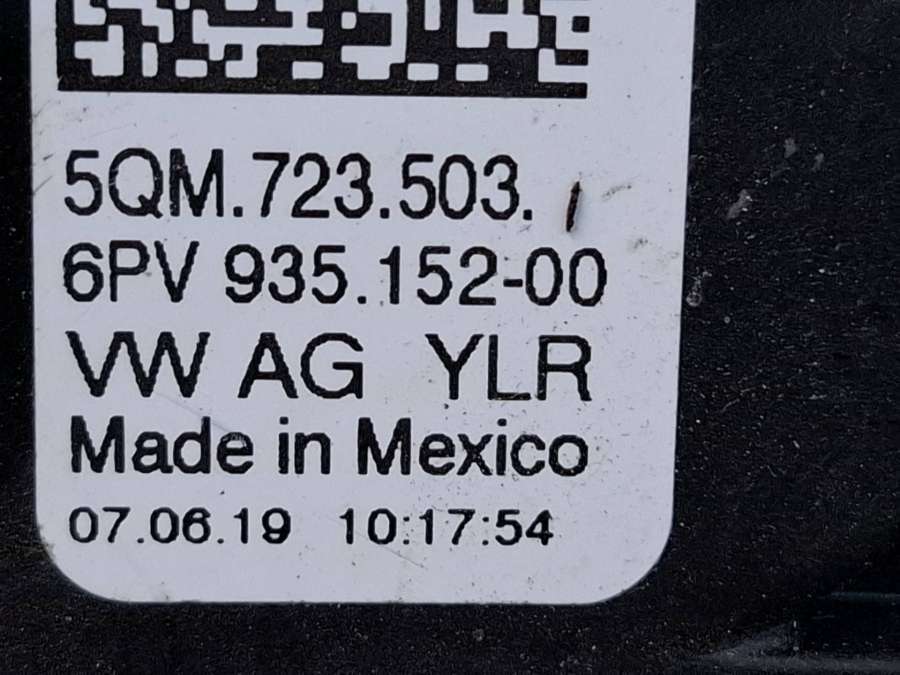 5QM.723.503.
6PV 935.152-00
VW AG YLR
Made in Mexico
07.06.19 10:17:54